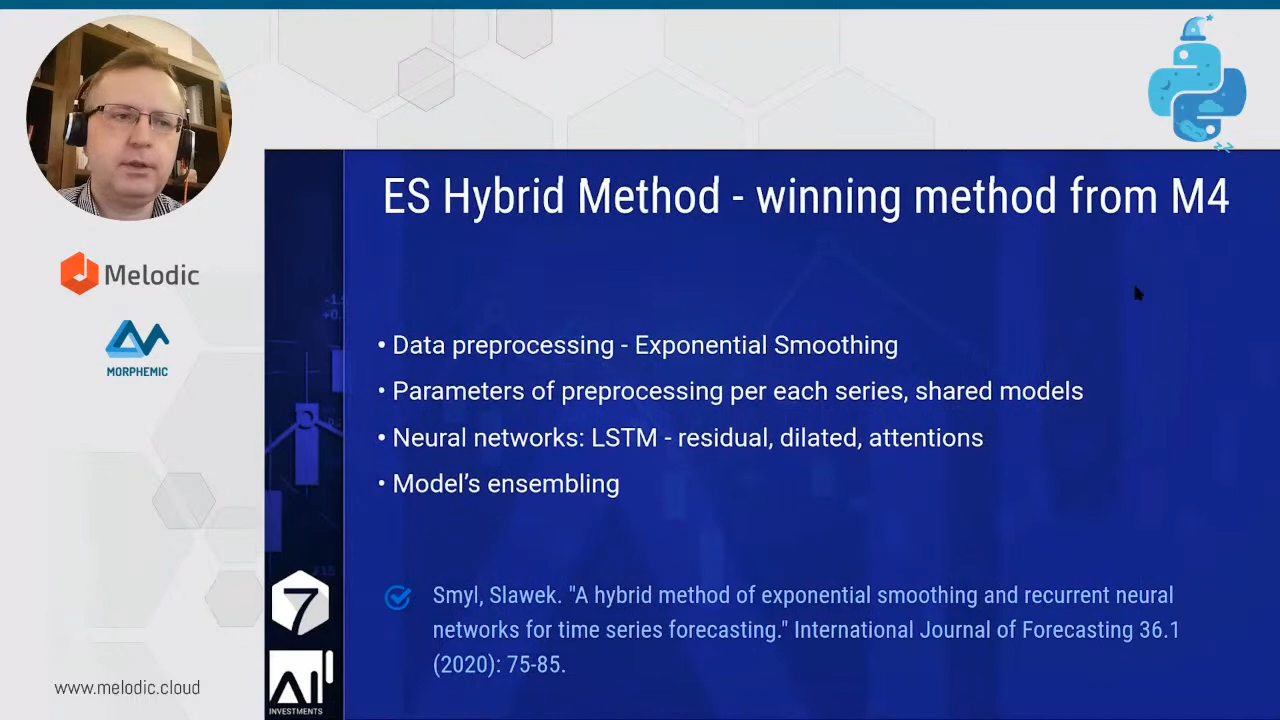 ES Hybrid Method - winning method from M4
Melodic
MORPHEMIC
• Data preprocessing - Exponential Smoothing
• Parameters of preprocessing per each series, shared models
• Neural networks: LSTM - residual, dilated, attentions
• Model’s ensembling
Smyl, Slawek. "A hybrid method of exponential smoothing and recurrent neural
networks for time series forecasting." International Journal of Forecasting 36.1
(2020): 75-85.
7
AI
INVESTMENTS
www.melodic.cloud
zz